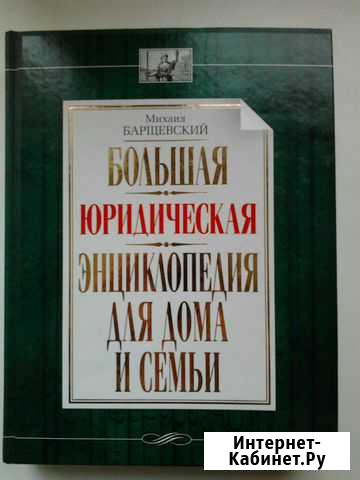 Михаил
БАРЩЕВСКИЙ
БОЛЬШАЯ
ЮРИДИЧЕСКАЯ
ЭНЦИКЛОПЕДИЯ
ДЛЯ ДОМА
И СЕМЬИ
Интернет-
Кабинет.Ру